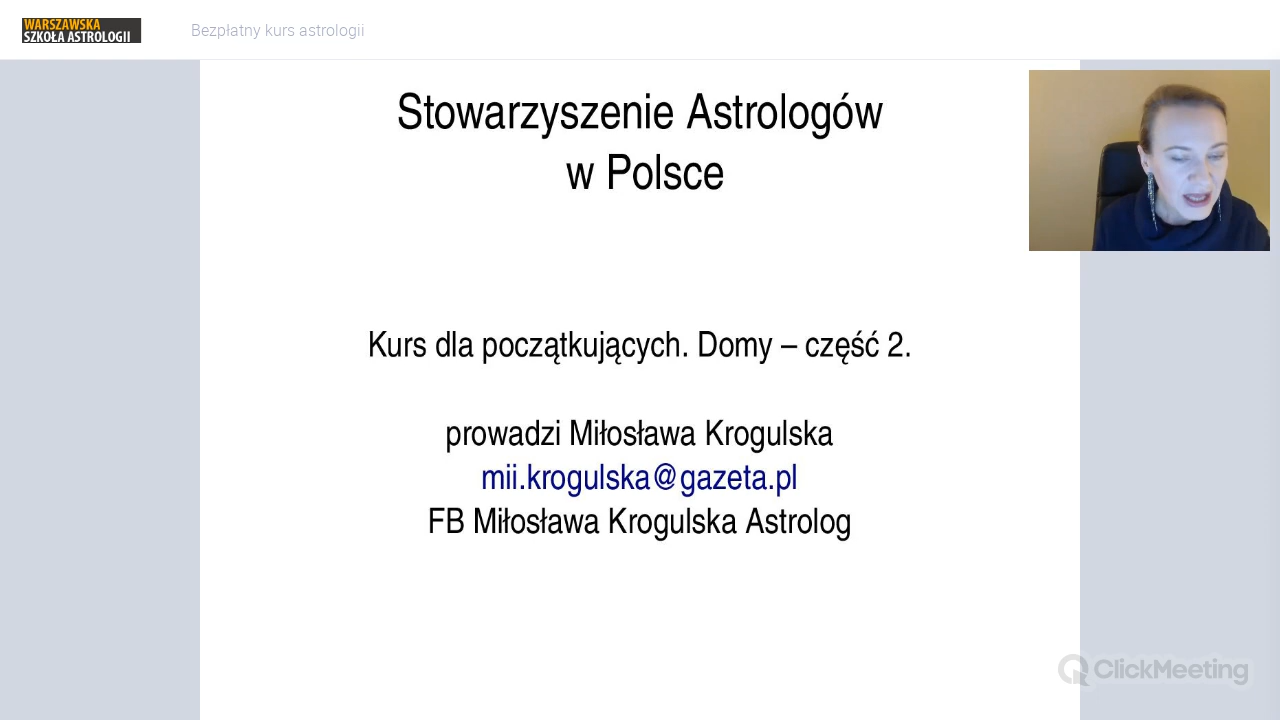 WARSZAWSKA
SZKOŁA ASTROLOGII
Bezpłatny kurs astrologii
Stowarzyszenie Astrologów
w Polsce
Kurs dla początkujących. Domy – część 2.
prowadzi Miłosława Krogulska
mii.krogulska@gazeta.pl
FB Miłosława Krogulska Astrolog
ClickMeeting